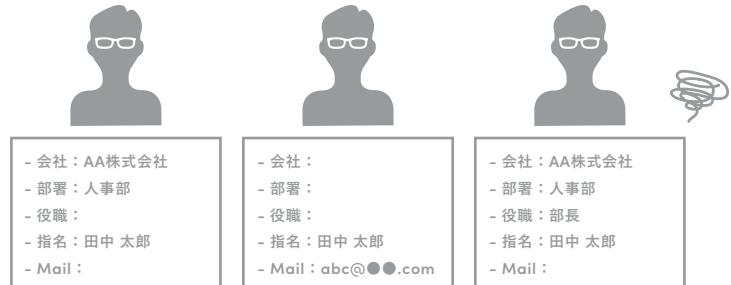 - 会社：AA株式会社
- 部署：人事部
- 役職：
- 指名：田中 太郎
- Mail：
- 会社：
- 部署：
- 役職：
- 指名：田中 太郎
- Mail：abc@●●.com
- 会社：AA株式会社
- 部署：人事部
- 役職：部長
- 指名：田中 太郎
- Mail：